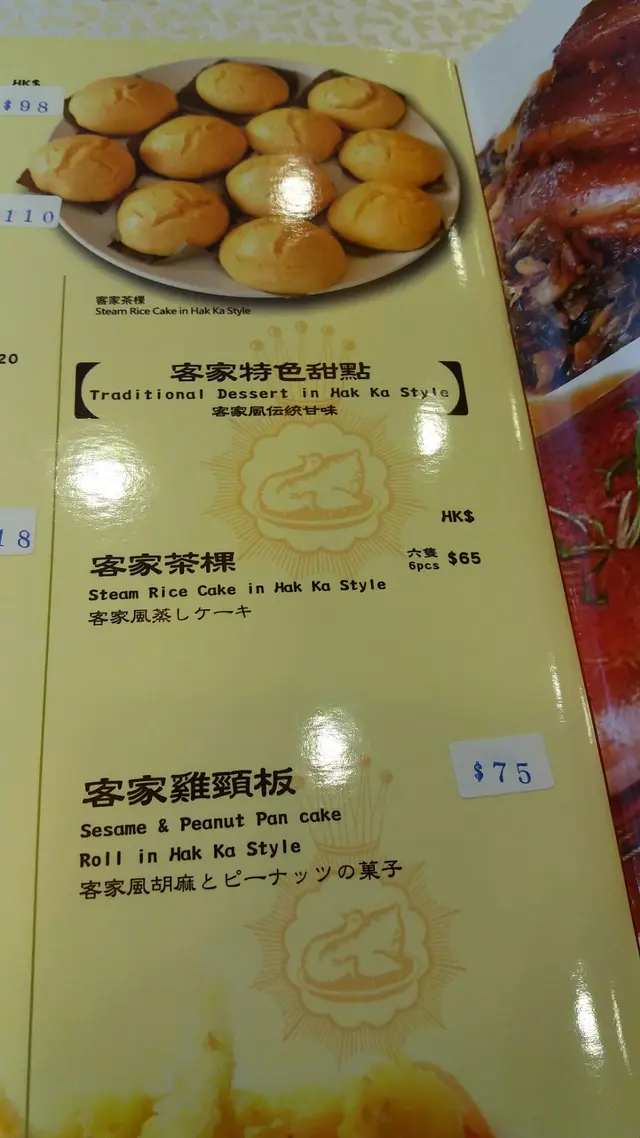 HK$
$98
110
20
18
客家茶粿
Steam Rice Cake in Hak Ka Style
客家特色甜點
Traditional Dessert in Hak Ka Style
客家風伝統甘味
HK$
客家茶粿 六隻 6pcs $65
Steam Rice Cake in Hak Ka Style
客家風蒸しケーキ
客家雞頸板 $75
Sesame & Peanut Pan cake
Roll in Hak Ka Style
客家風胡麻とピーナッツの菓子